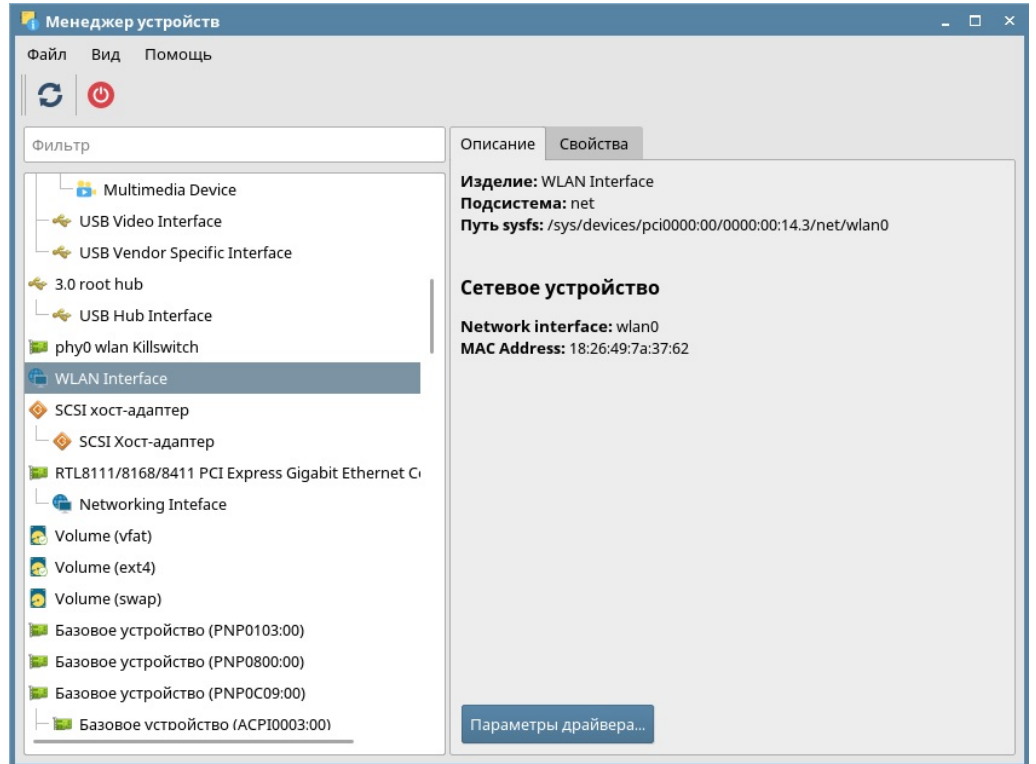 Менеджер устройств
Файл Вид Помощь
Фильтр
Multimedia Device
USB Video Interface
USB Vendor Specific Interface
3.0 root hub
USB Hub Interface
phy0 wlan Killswitch
WLAN Interface
SCSI хост-адаптер
SCSI Хост-адаптер
RTL8111/8168/8411 PCI Express Gigabit Ethernet Co
Networking Inteface
Volume (vfat)
Volume (ext4)
Volume (swap)
Базовое устройство (PNP0103:00)
Базовое устройство (PNP0800:00)
Базовое устройство (PNP0C09:00)
Базовое устройство (ACPI0003:00)
Описание Свойства
Изделие: WLAN Interface
Подсистема: net
Путь sysfs: /sys/devices/pci0000:00/0000:00:14.3/net/wlan0
Сетевое устройство
Network interface: wlan0
MAC Address: 18:26:49:7a:37:62
Параметры драйвера...